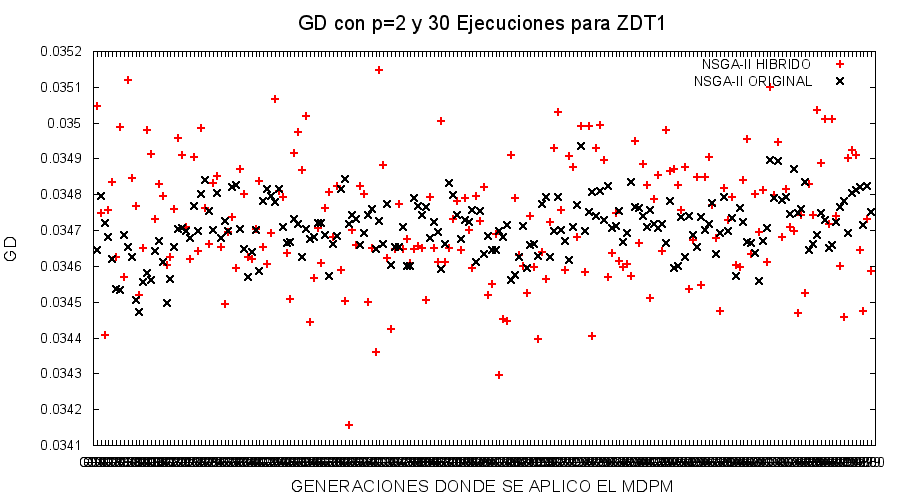 GD con p=2 y 30 Ejecuciones para ZDT1
0.0352
NSGA-II HIBRIDO
0.0351
NSGA-II ORIGINAL
0.035
0.0349
0.0348
0.0347
GD
0.0346
0.0345
0.0344
0.0343
0.0342
0.0341
GENERACIONES DONDE SE APLICO EL MDPM